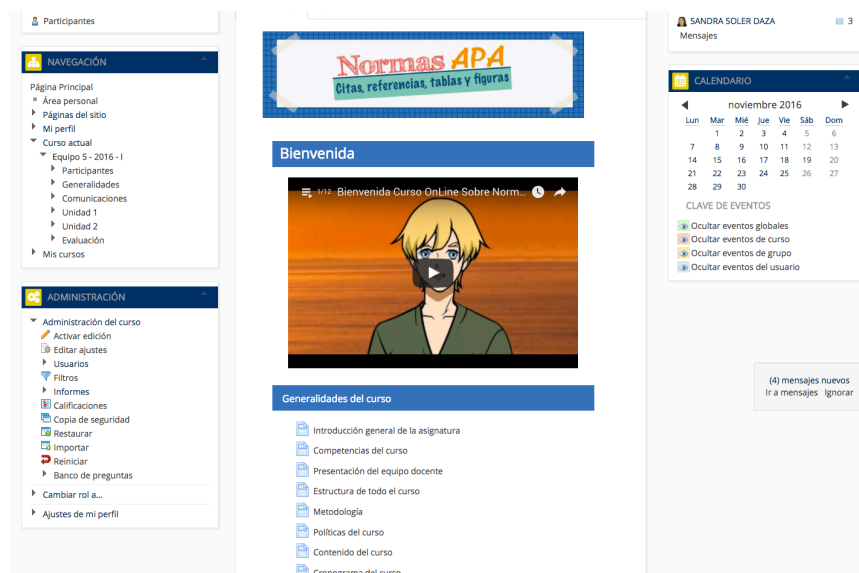 Participantes
NAVEGACIÓN
Página Principal
Área personal
Páginas del sitio
Mi perfil
Curso actual
Equipo 5 - 2016 - I
Participantes
Generalidades
Comunicaciones
Unidad 1
Unidad 2
Evaluación
Mis cursos
ADMINISTRACIÓN
Administración del curso
Activar edición
Editar ajustes
Usuarios
Filtros
Informes
Calificaciones
Copia de seguridad
Restaurar
Importar
Reiniciar
Banco de preguntas
Cambiar rol a...
Ajustes de mi perfil
Normas APA
Citas, referencias, tablas y figuras
Bienvenida
1/12 Bienvenida Curso OnLine Sobre Norm...
Generalidades del curso
Introducción general de la asignatura
Competencias del curso
Presentación del equipo docente
Estructura de todo el curso
Metodología
Políticas del curso
Contenido del curso
Cronograma del curso
SANDRA SOLER DAZA 3
Mensajes
CALENDARIO
noviembre 2016
Lun Mar Mié Jue Vie Sáb Dom
1 2 3 4 5 6
7 8 9 10 11 12 13
14 15 16 17 18 19 20
21 22 23 24 25 26 27
28 29 30
CLAVE DE EVENTOS
Ocultar eventos globales
Ocultar eventos de curso
Ocultar eventos de grupo
Ocultar eventos del usuario
(4) mensajes nuevos
Ir a mensajes Ignorar